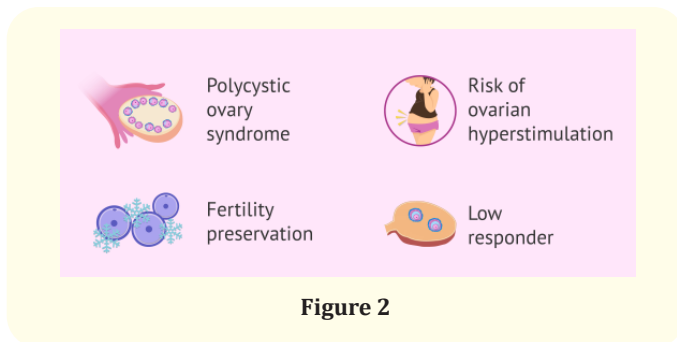 Polycystic
ovary
syndrome
Risk of
ovarian
hyperstimulation
Fertility
preservation
Low
responder
Figure 2